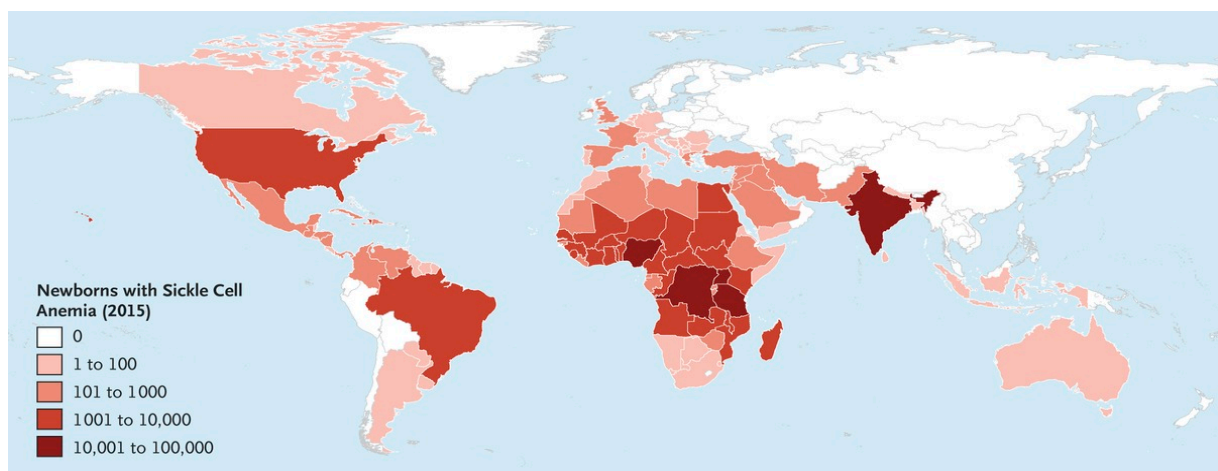 Newborns with Sickle Cell
Anemia (2015)
0
1 to 100
101 to 1000
1001 to 10,000
10,001 to 100,000